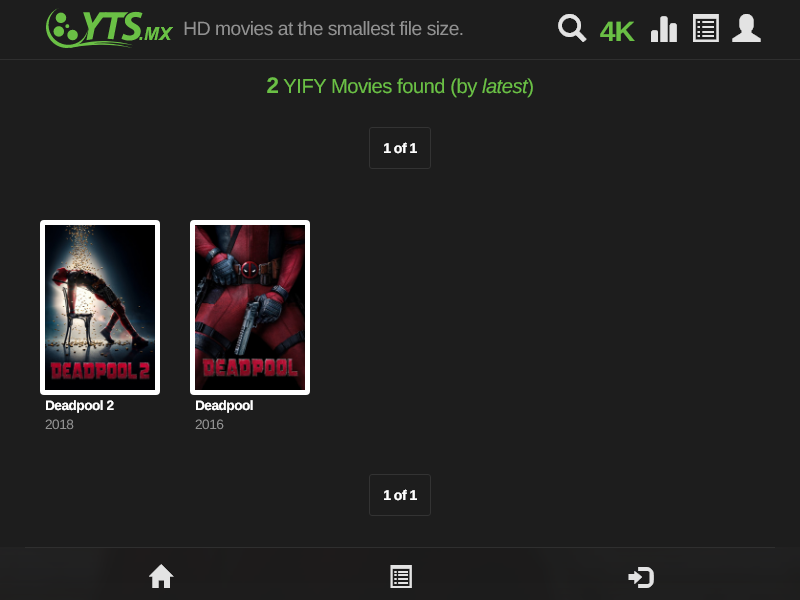 YTS.MX HD movies at the smallest file size. 4K
2 YIFY Movies found (by latest)
1 of 1
DEADPOOL 2 DEADPOOL
Deadpool 2 Deadpool
2018 2016
1 of 1